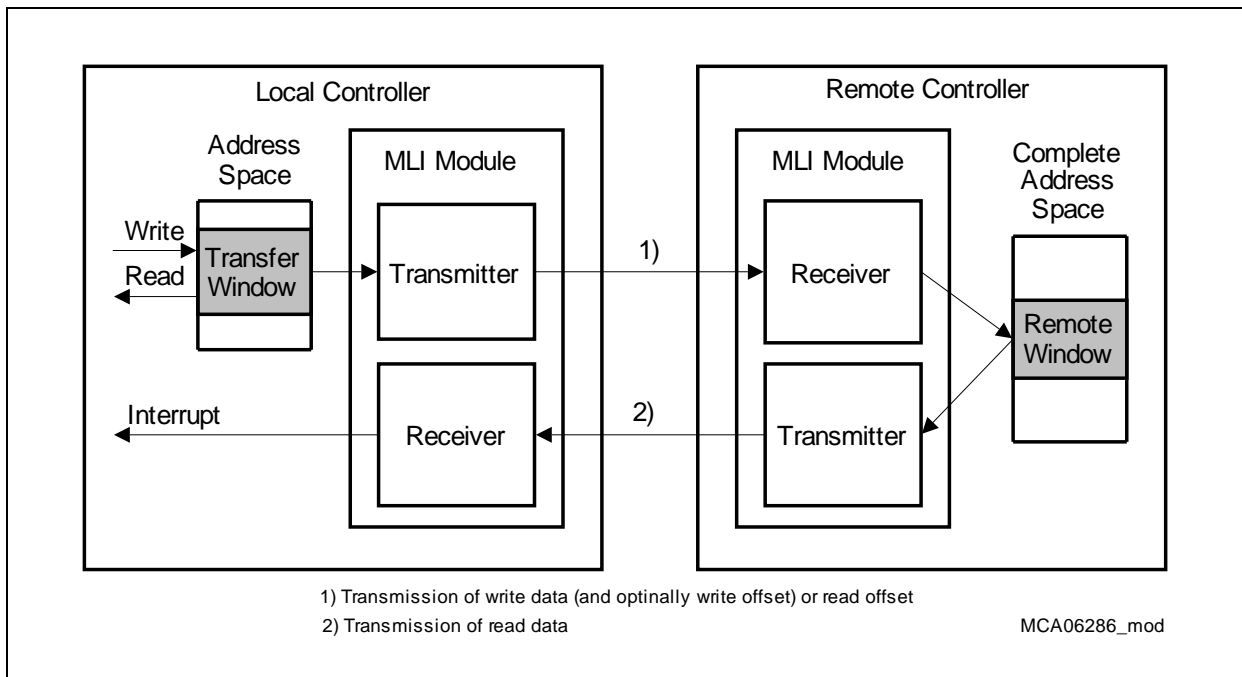 Local Controller
Remote Controller
Address
Space
MLI Module
MLI Module
Complete
Address
Space
Write
Read
Transfer
Window
Transmitter
1)
Receiver
Remote
Window
Interrupt
Receiver
2)
Transmitter
1) Transmission of write data (and optinally write offset) or read offset
2) Transmission of read data
MCA06286_mod